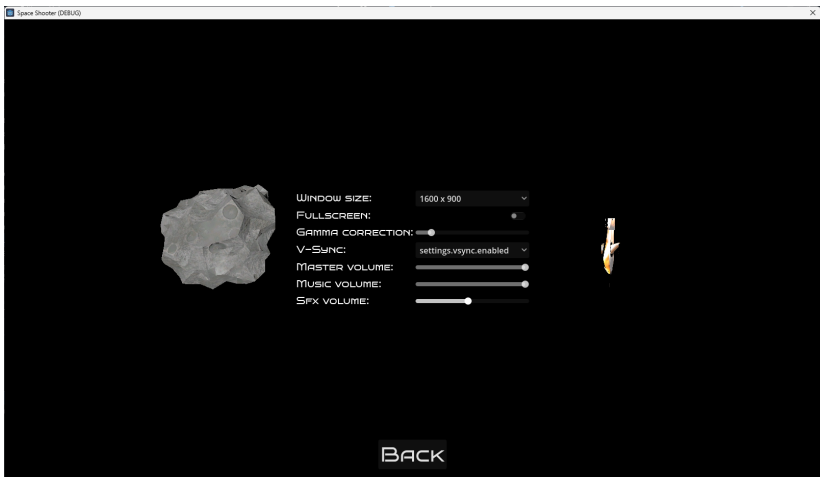 Space Shooter (DEBUG)
Window size: 1600 x 900
Fullscreen:
Gamma correction:
V-Sync: settings.vsync.enabled
Master volume:
Music volume:
Sfx volume:
Back